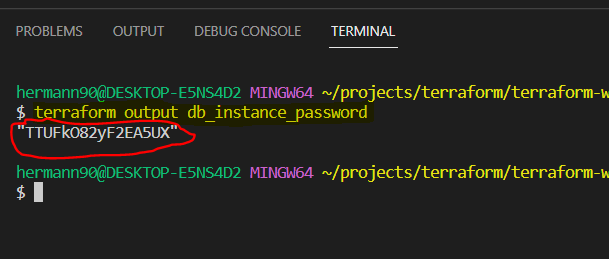 PROBLEMS OUTPUT DEBUG CONSOLE TERMINAL
hermann90@DESKTOP-E5NS4D2 MINGW64 ~/projects/terraform/terraform-w
$ terraform output db_instance_password
"TTUFkO82yF2EA5UX"
hermann90@DESKTOP-E5NS4D2 MINGW64 ~/projects/terraform/terraform-w
$